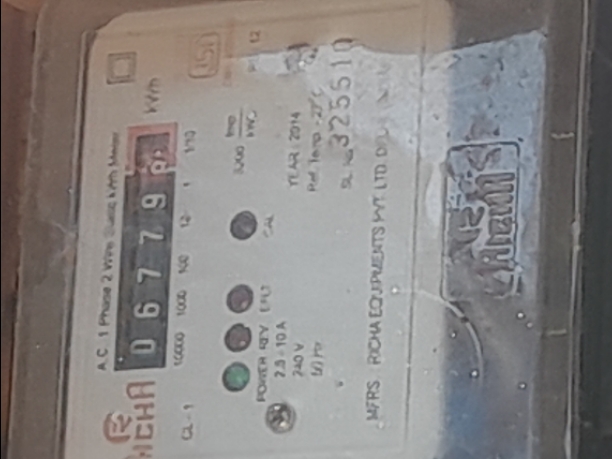 RICHA
A.C. 1 Phase 2 Wire Static kWh Meter
0 6 7 7 9
kWh
10000 1000 100 1 1/10
CL - 1
ISI
3200 imp/kWh
POWER REV E/LT CAL
2.5 - 10 A
240 V
50 Hz
YEAR : 2014
Ref. Temp. - 27°C
SL. No. 325510
MFRS. RICHA EQUIPMENTS PVT. LTD.